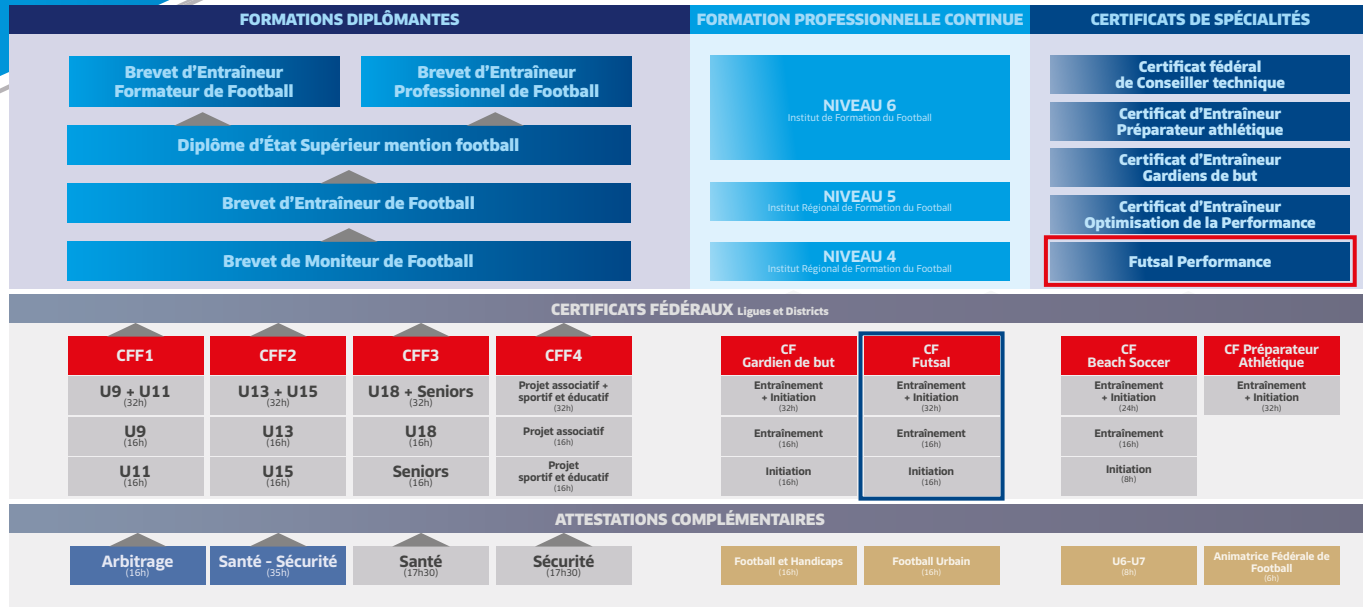 FORMATIONS DIPLÔMANTES
FORMATION PROFESSIONNELLE CONTINUE
CERTIFICATS DE SPÉCIALITÉS
Brevet d'Entraîneur
Formateur de Football
Brevet d'Entraîneur
Professionnel de Football
Diplôme d'État Supérieur mention football
Brevet d'Entraîneur de Football
Brevet de Moniteur de Football
NIVEAU 6
Institut de Formation du Football
NIVEAU 5
Institut Régional de Formation du Football
NIVEAU 4
Institut Régional de Formation du Football
Certificat fédéral
de Conseiller technique
Certificat d'Entraîneur
Préparateur athlétique
Certificat d'Entraîneur
Gardiens de but
Certificat d'Entraîneur
Optimisation de la Performance
Futsal Performance
CERTIFICATS FÉDÉRAUX Ligues et Districts
CFF1
U9 + U11
(32h)
U9
(16h)
U11
(16h)
CFF2
U13 + U15
(32h)
U13
(16h)
U15
(16h)
CFF3
U18 + Seniors
(32h)
U18
(16h)
Seniors
(16h)
CFF4
Projet associatif +
sportif et éducatif
(32h)
Projet associatif
(16h)
Projet
sportif et éducatif
(16h)
CF
Gardien de but
Entraînement
+ Initiation
(32h)
Entraînement
(16h)
Initiation
(16h)
CF
Futsal
Entraînement
+ Initiation
(32h)
Entraînement
(16h)
Initiation
(16h)
CF
Beach Soccer
Entraînement
+ Initiation
(24h)
Entraînement
(16h)
Initiation
(8h)
CF Préparateur
Athlétique
Entraînement
+ Initiation
(32h)
ATTESTATIONS COMPLÉMENTAIRES
Arbitrage
(16h)
Santé - Sécurité
(35h)
Santé
(17h30)
Sécurité
(17h30)
Football et Handicaps
(16h)
Football Urbain
(16h)
U6-U7
(8h)
Animatrice Fédérale de
Football
(6h)